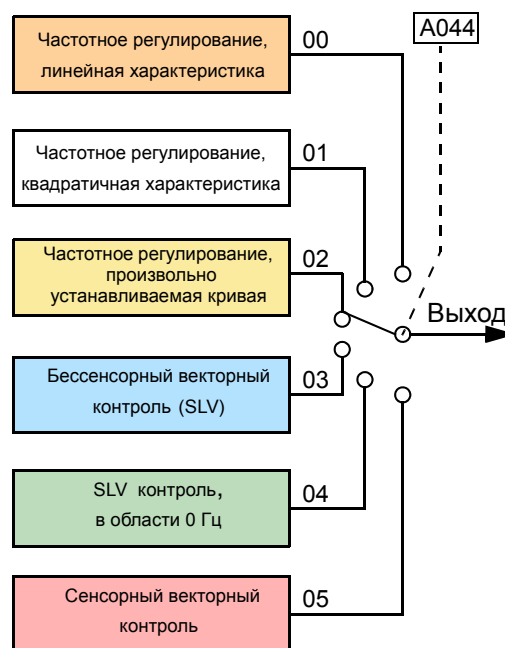 Частотное регулирование,
линейная характеристика
00
A044
Частотное регулирование,
квадратичная характеристика
01
Частотное регулирование,
произвольно
устанавливаемая кривая
02
Выход
Бессенсорный векторный
контроль (SLV)
03
SLV контроль,
в области 0 Гц
04
Сенсорный векторный
контроль
05